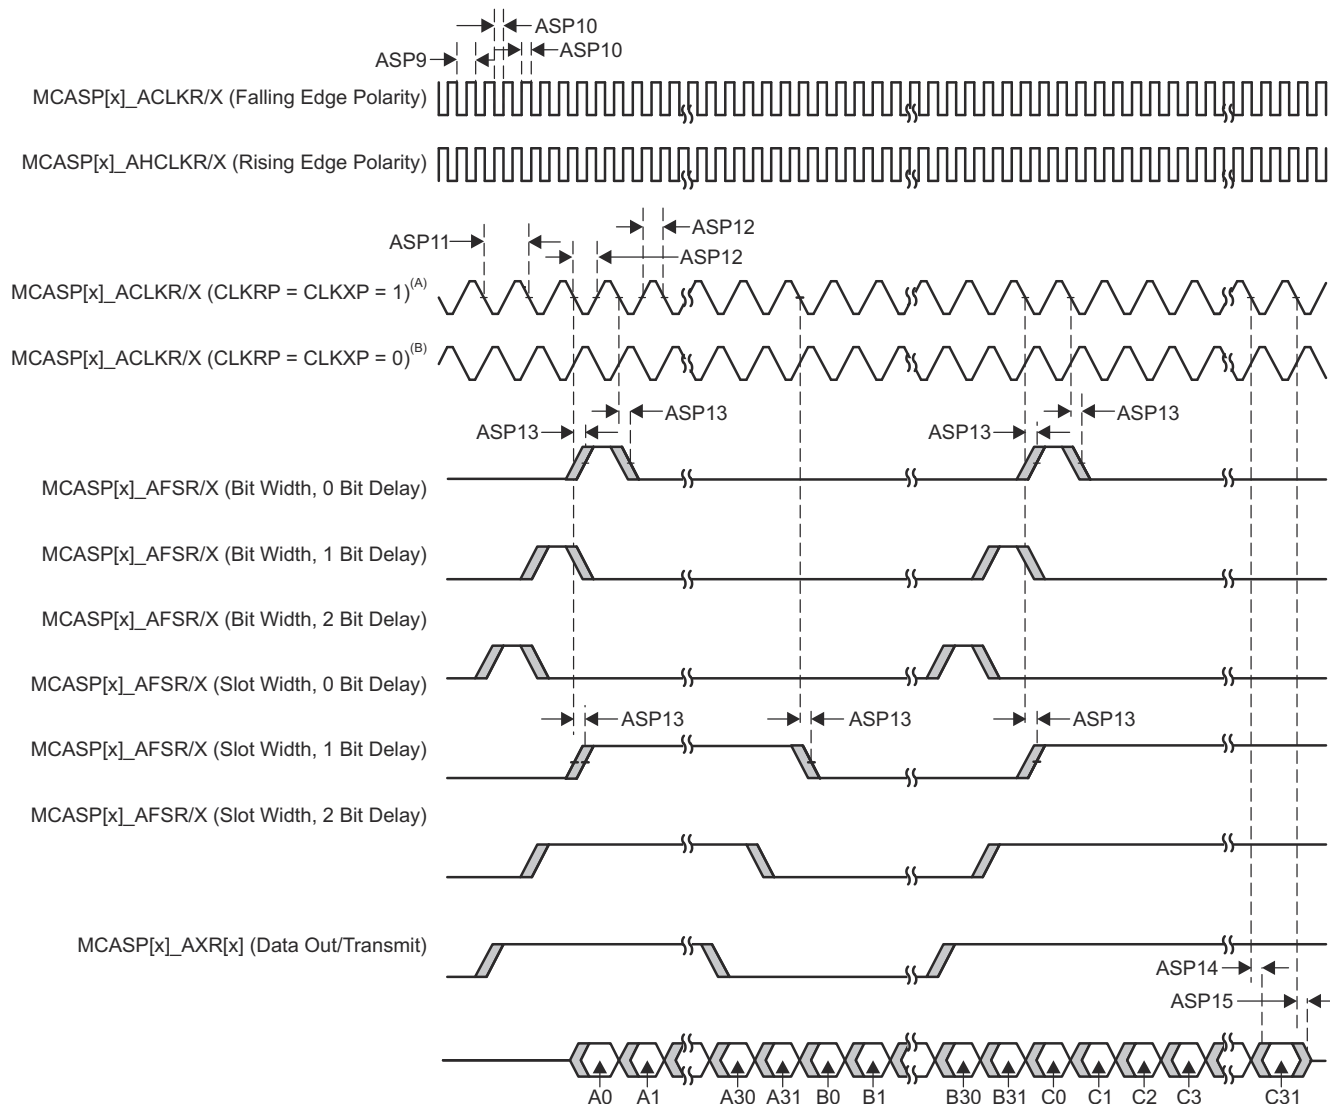 ASP10
ASP10
ASP9
MCASP[x]_ACLKR/X (Falling Edge Polarity)
MCASP[x]_AHCLKR/X (Rising Edge Polarity)
ASP12
ASP11
ASP12
MCASP[x]_ACLKR/X (CLKRP = CLKXP = 1)(A)
MCASP[x]_ACLKR/X (CLKRP = CLKXP = 0)(B)
ASP13
ASP13
ASP13
ASP13
MCASP[x]_AFSR/X (Bit Width, 0 Bit Delay)
MCASP[x]_AFSR/X (Bit Width, 1 Bit Delay)
MCASP[x]_AFSR/X (Bit Width, 2 Bit Delay)
MCASP[x]_AFSR/X (Slot Width, 0 Bit Delay)
ASP13
ASP13
ASP13
MCASP[x]_AFSR/X (Slot Width, 1 Bit Delay)
MCASP[x]_AFSR/X (Slot Width, 2 Bit Delay)
MCASP[x]_AXR[x] (Data Out/Transmit)
ASP14
ASP15
A0 A1 A30 A31 B0 B1 B30 B31 C0 C1 C2 C3 C31